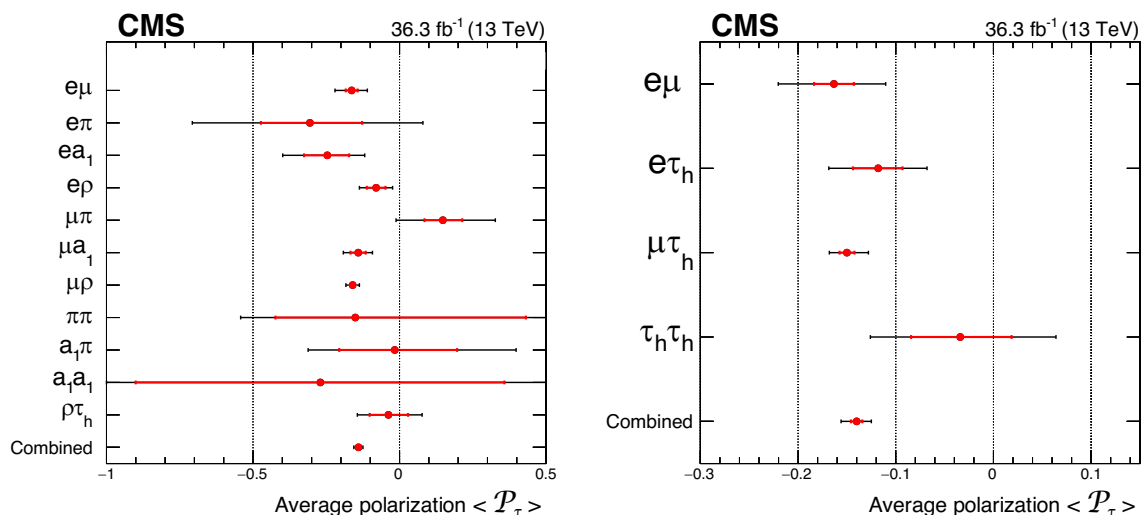 CMS 36.3 fb⁻¹ (13 TeV)
eμ
eπ
ea₁
eρ
μπ
μa₁
μρ
ππ
a₁π
a₁a₁
ρτₕ
Combined
−1 −0.5 0 0.5
Average polarization < 𝒫_τ >
CMS 36.3 fb⁻¹ (13 TeV)
eμ
eτₕ
μτₕ
τₕτₕ
Combined
−0.3 −0.2 −0.1 0 0.1
Average polarization < 𝒫_τ >